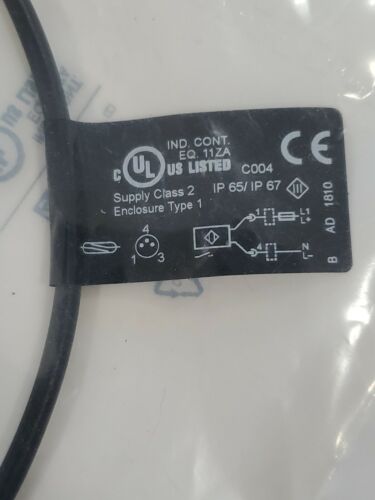 IND. CONT.
EQ. 11ZA
C UL US LISTED
C004
CE
Supply Class 2
IP 65/ IP 67
III
Enclosure Type 1
AD 1810
B
4
1 3
1 L1
L+
4 N
L-